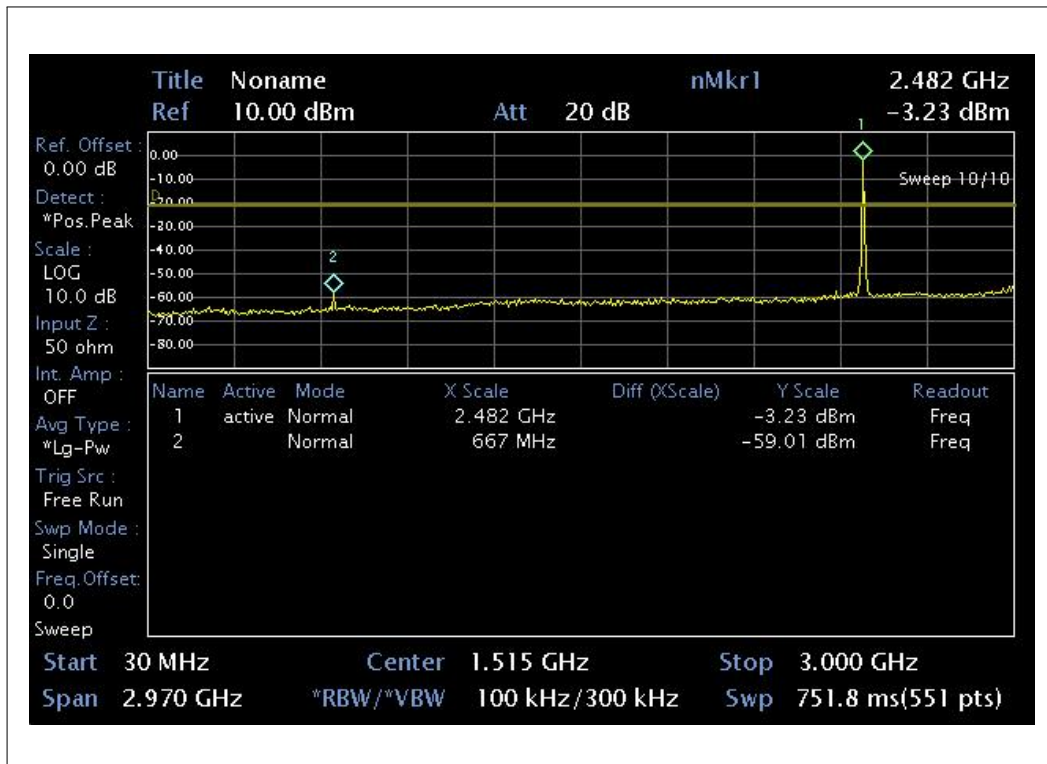 Title Noname nMkr1 2.482 GHz
Ref 10.00 dBm Att 20 dB -3.23 dBm
Ref. Offset :
0.00 dB
Detect :
*Pos.Peak
Scale :
LOG
10.0 dB
Input Z :
50 ohm
Int. Amp :
OFF
Avg Type :
*Lg-Pw
Trig Src :
Free Run
Swp Mode :
Single
Freq.Offset:
0.0
Sweep
1
0.00
-10.00
Sweep 10/10
D
-20.00
-30.00
-40.00
2
-50.00
-60.00
-70.00
-80.00
Name Active Mode X Scale Diff (XScale) Y Scale Readout
1 active Normal 2.482 GHz -3.23 dBm Freq
2 Normal 667 MHz -59.01 dBm Freq
Start 30 MHz Center 1.515 GHz Stop 3.000 GHz
Span 2.970 GHz *RBW/*VBW 100 kHz/300 kHz Swp 751.8 ms(551 pts)